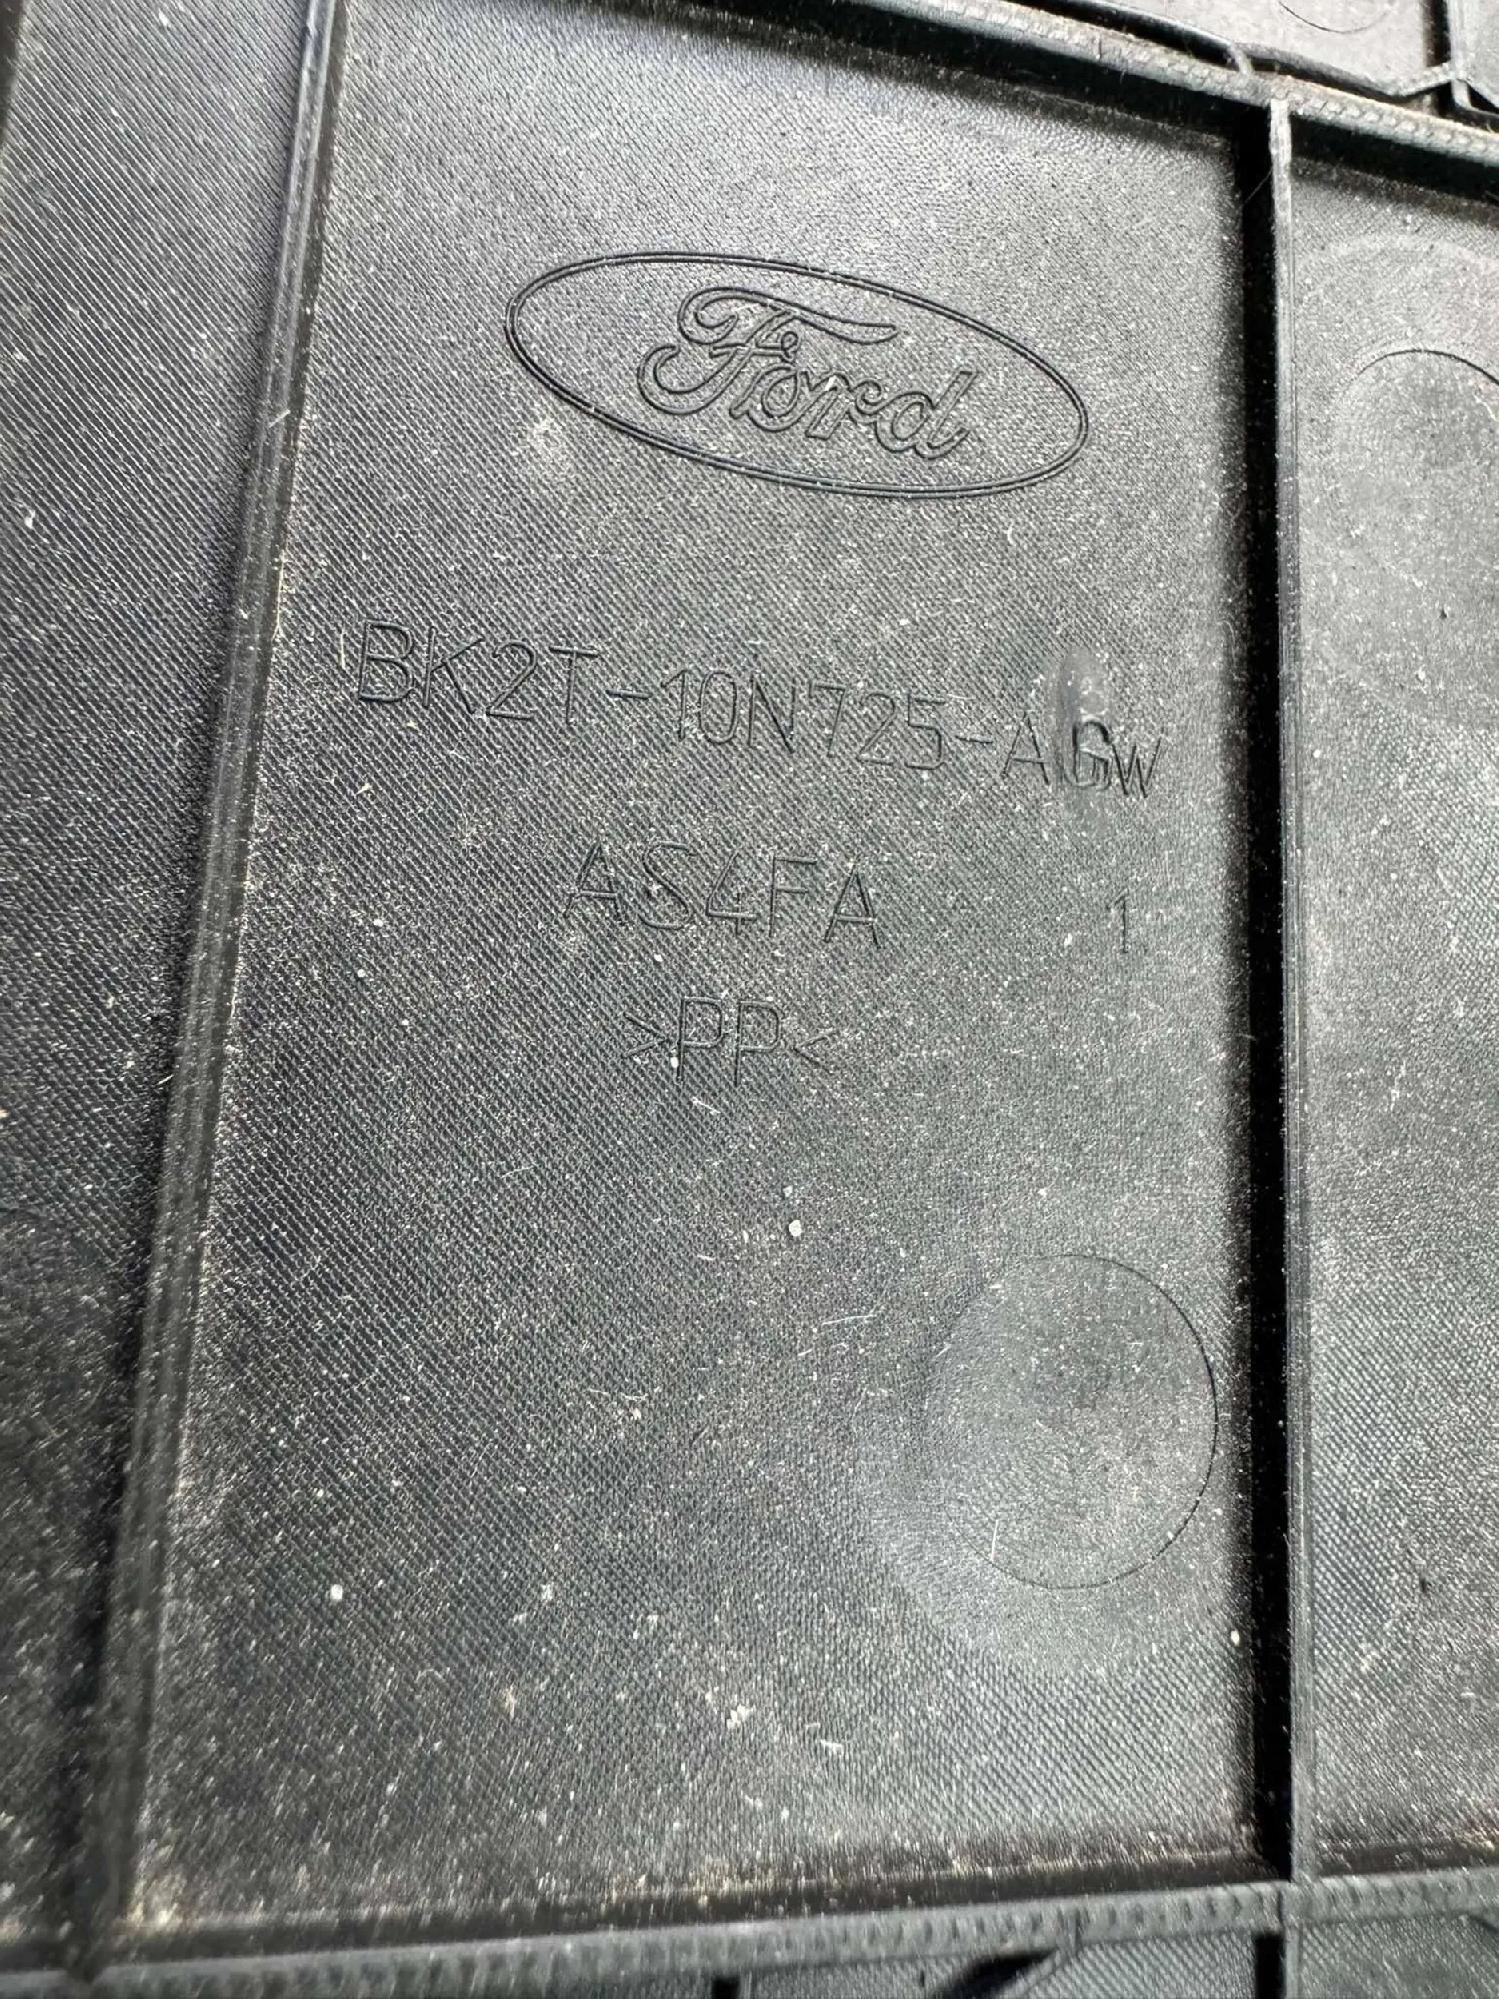 Ford
BK2T-10N725-AGW
AS4FA 1
>PP<